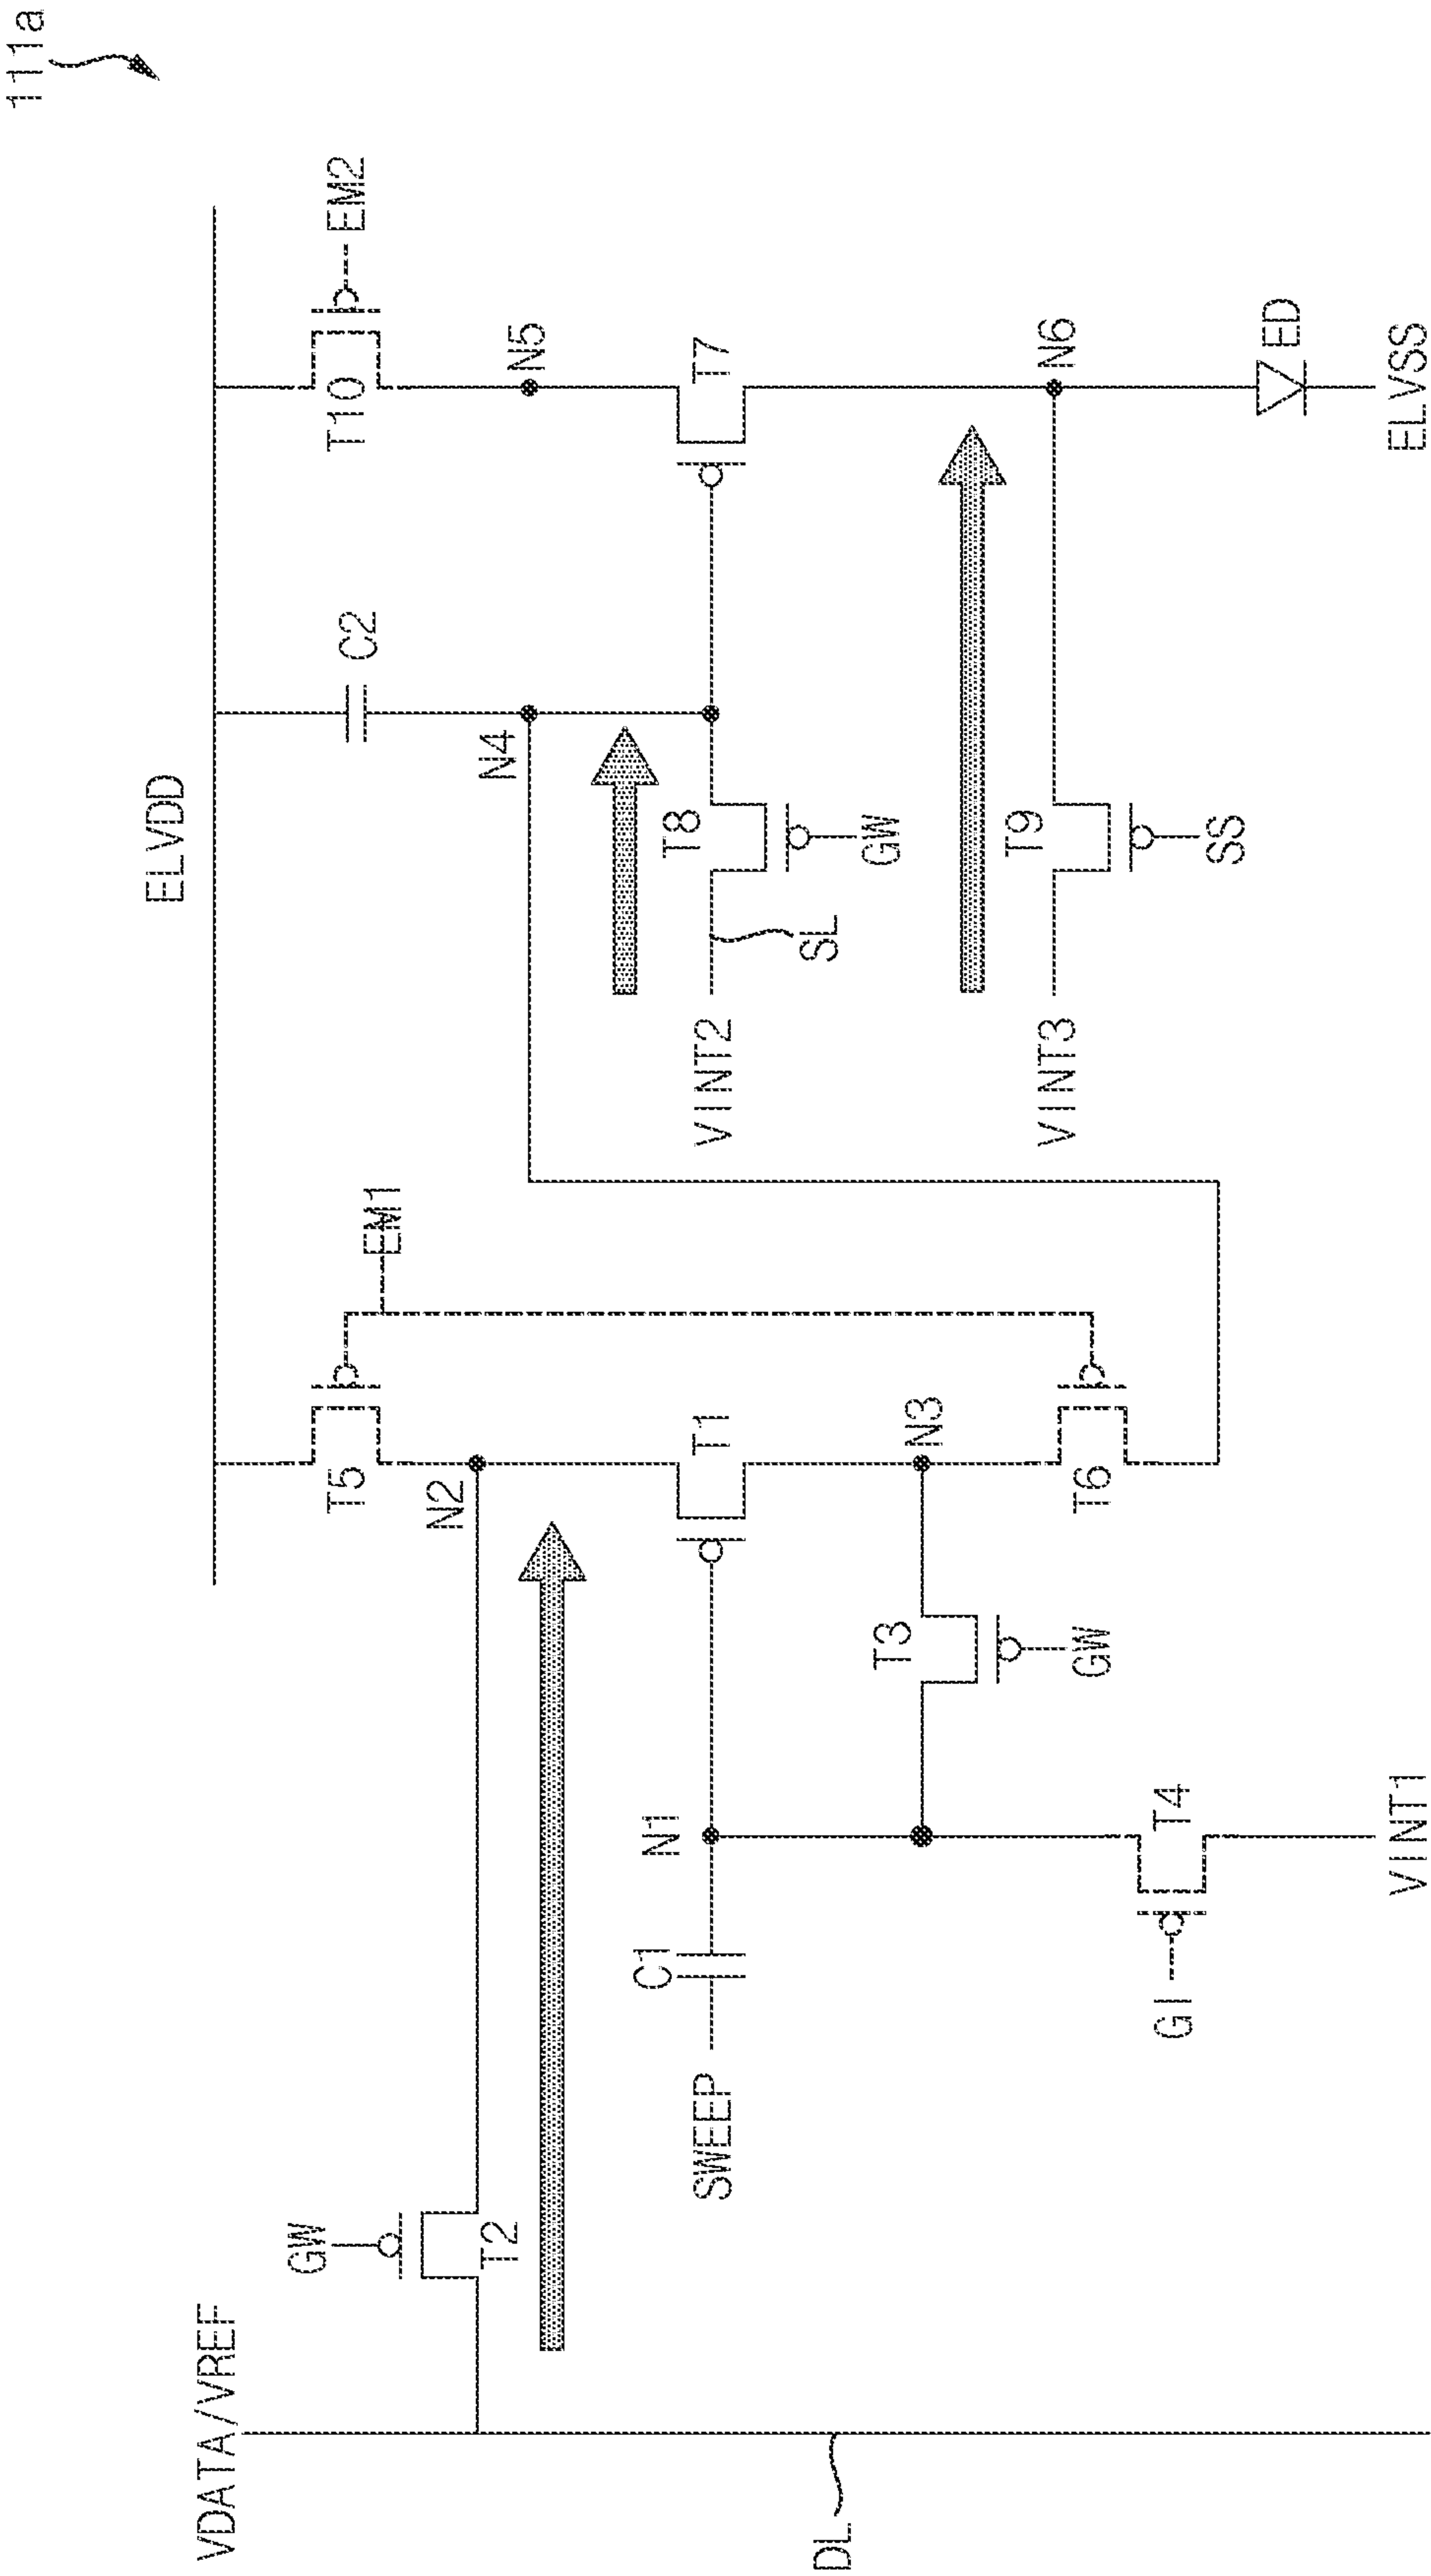 111a
ELVDD
VDATA/VREF
GW
T2
T5
EM1
C2
T10
EM2
N2
N4
N5
SWEEP
C1
N1
T1
VINT2
SL
T8
GW
T7
DL
T3
GW
N3
VINT3
T9
SS
N6
GI
T4
T6
ED
VINT1
ELVSS